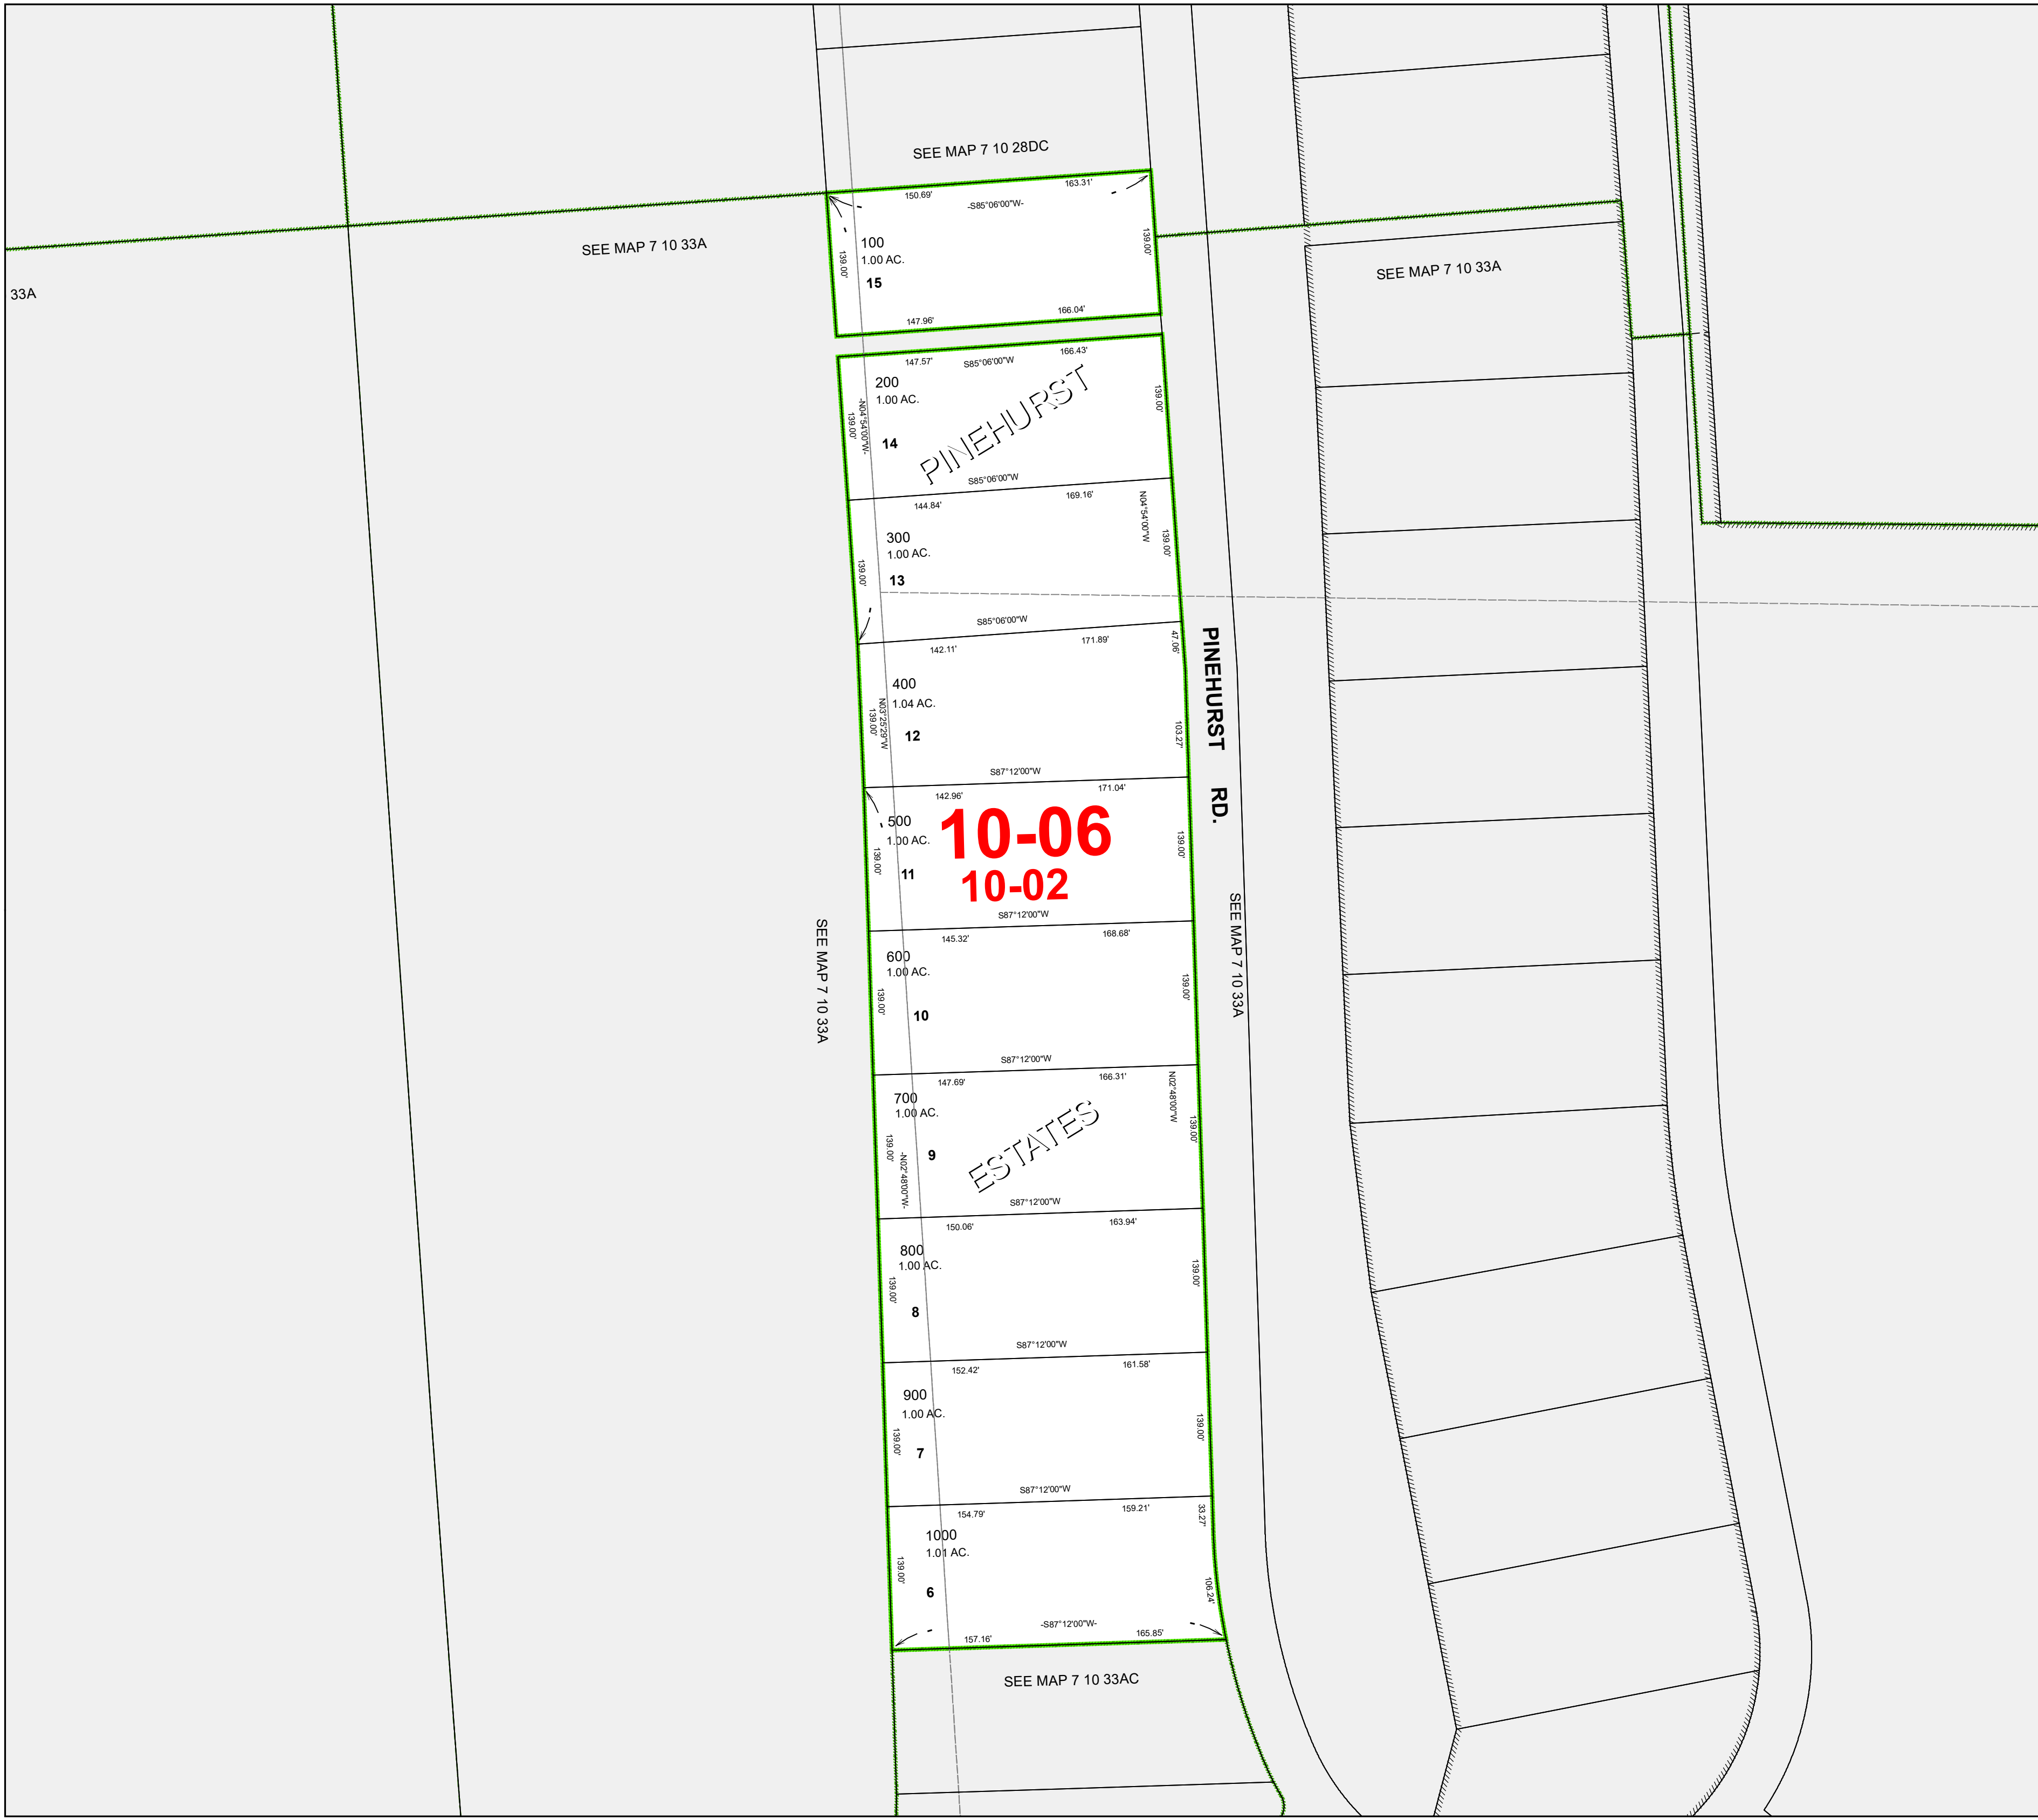 SEE MAP 7 10 28DC
SEE MAP 7 10 33A
33A
SEE MAP 7 10 33A
150.69'
163.31'
-S85°06'00"W-
100
1.00 AC.
15
139.00'
139.00'
147.96'
166.04'
147.57'
S85°06'00"W
166.43'
200
1.00 AC.
14
-N04°54'00"W-
139.00'
139.00'
PINEHURST
S85°06'00"W
144.84'
169.16'
300
1.00 AC.
13
139.00'
N04°54'00"W
139.00'
S85°06'00"W
142.11'
171.89'
47.06'
400
1.04 AC.
12
N03°25'29"W
139.00'
103.27'
PINEHURST RD.
S87°12'00"W
142.96'
171.04'
500
1.00 AC.
11
139.00'
139.00'
10-06
10-02
S87°12'00"W
SEE MAP 7 10 33A
SEE MAP 7 10 33A
145.32'
168.68'
600
1.00 AC.
10
139.00'
139.00'
S87°12'00"W
147.69'
166.31'
700
1.00 AC.
9
139.00'
-N02°48'00"W-
N02°48'00"W
139.00'
ESTATES
S87°12'00"W
150.06'
163.94'
800
1.00 AC.
8
139.00'
139.00'
S87°12'00"W
152.42'
161.58'
900
1.00 AC.
7
139.00'
139.00'
S87°12'00"W
154.79'
159.21'
33.27'
1000
1.01 AC.
6
139.00'
106.24'
-S87°12'00"W-
157.16'
165.85'
SEE MAP 7 10 33AC